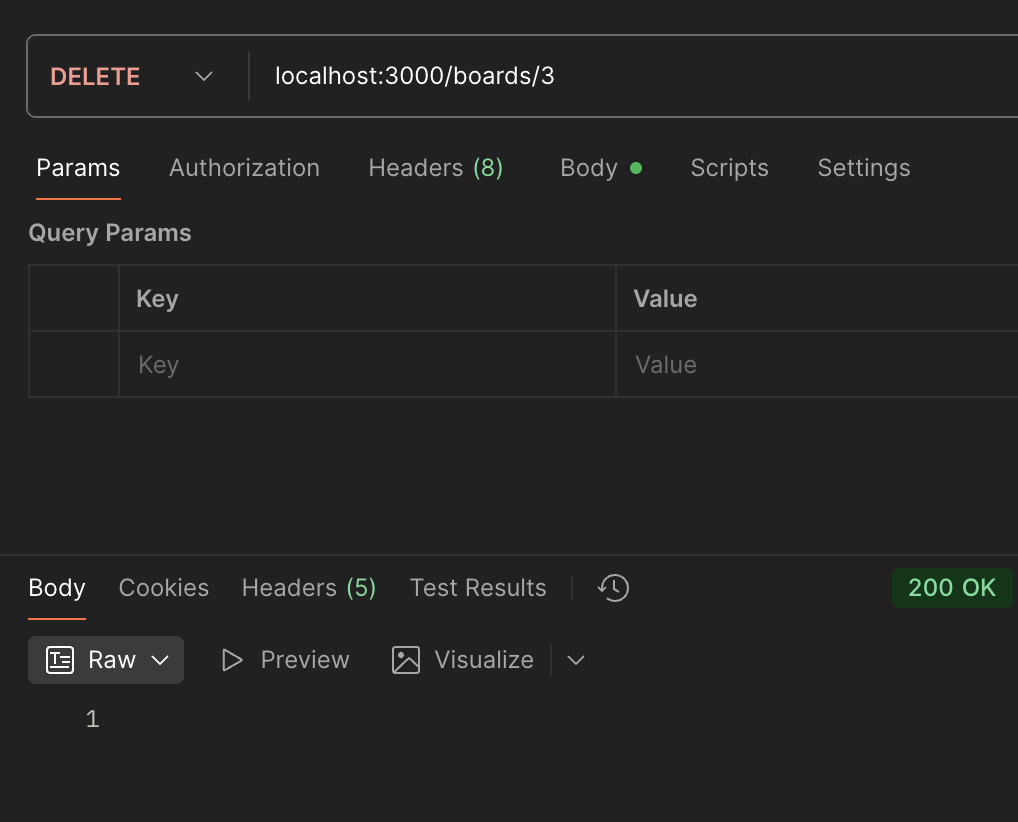 DELETE localhost:3000/boards/3
Params Authorization Headers (8) Body Scripts Settings
Query Params
Key Value
Key Value
Body Cookies Headers (5) Test Results 200 OK
Raw Preview Visualize
1